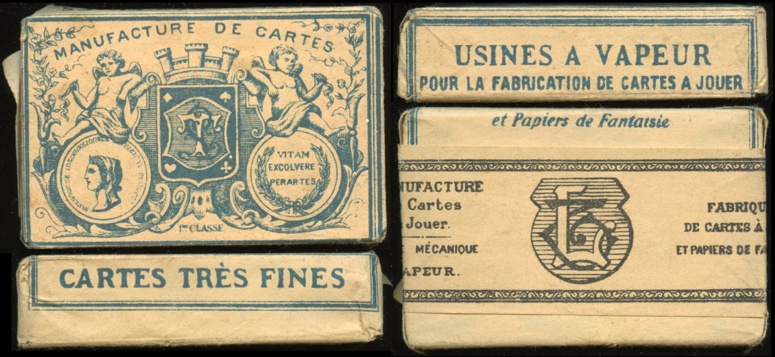 MANUFACTURE DE CARTES
VITAM
EXCOLVERE
PER ARTES
1re CLASSE
CARTES TRÈS FINES
USINES A VAPEUR
POUR LA FABRICATION DE CARTES A JOUER
et Papiers de Fantaisie
NUFACTURE
Cartes
Jouer.
MÉCANIQUE
APEUR.
FABRIQU
DE CARTES À
ET PAPIERS DE FA